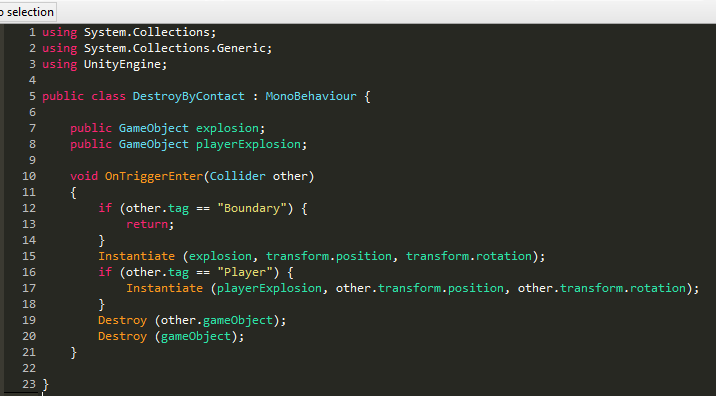 o selection
1 using System.Collections;
2 using System.Collections.Generic;
3 using UnityEngine;
4
5 public class DestroyByContact : MonoBehaviour {
6
7     public GameObject explosion;
8     public GameObject playerExplosion;
9
10     void OnTriggerEnter(Collider other)
11     {
12         if (other.tag == "Boundary") {
13             return;
14         }
15         Instantiate (explosion, transform.position, transform.rotation);
16         if (other.tag == "Player") {
17             Instantiate (playerExplosion, other.transform.position, other.transform.rotation);
18         }
19         Destroy (other.gameObject);
20         Destroy (gameObject);
21     }
22
23 }